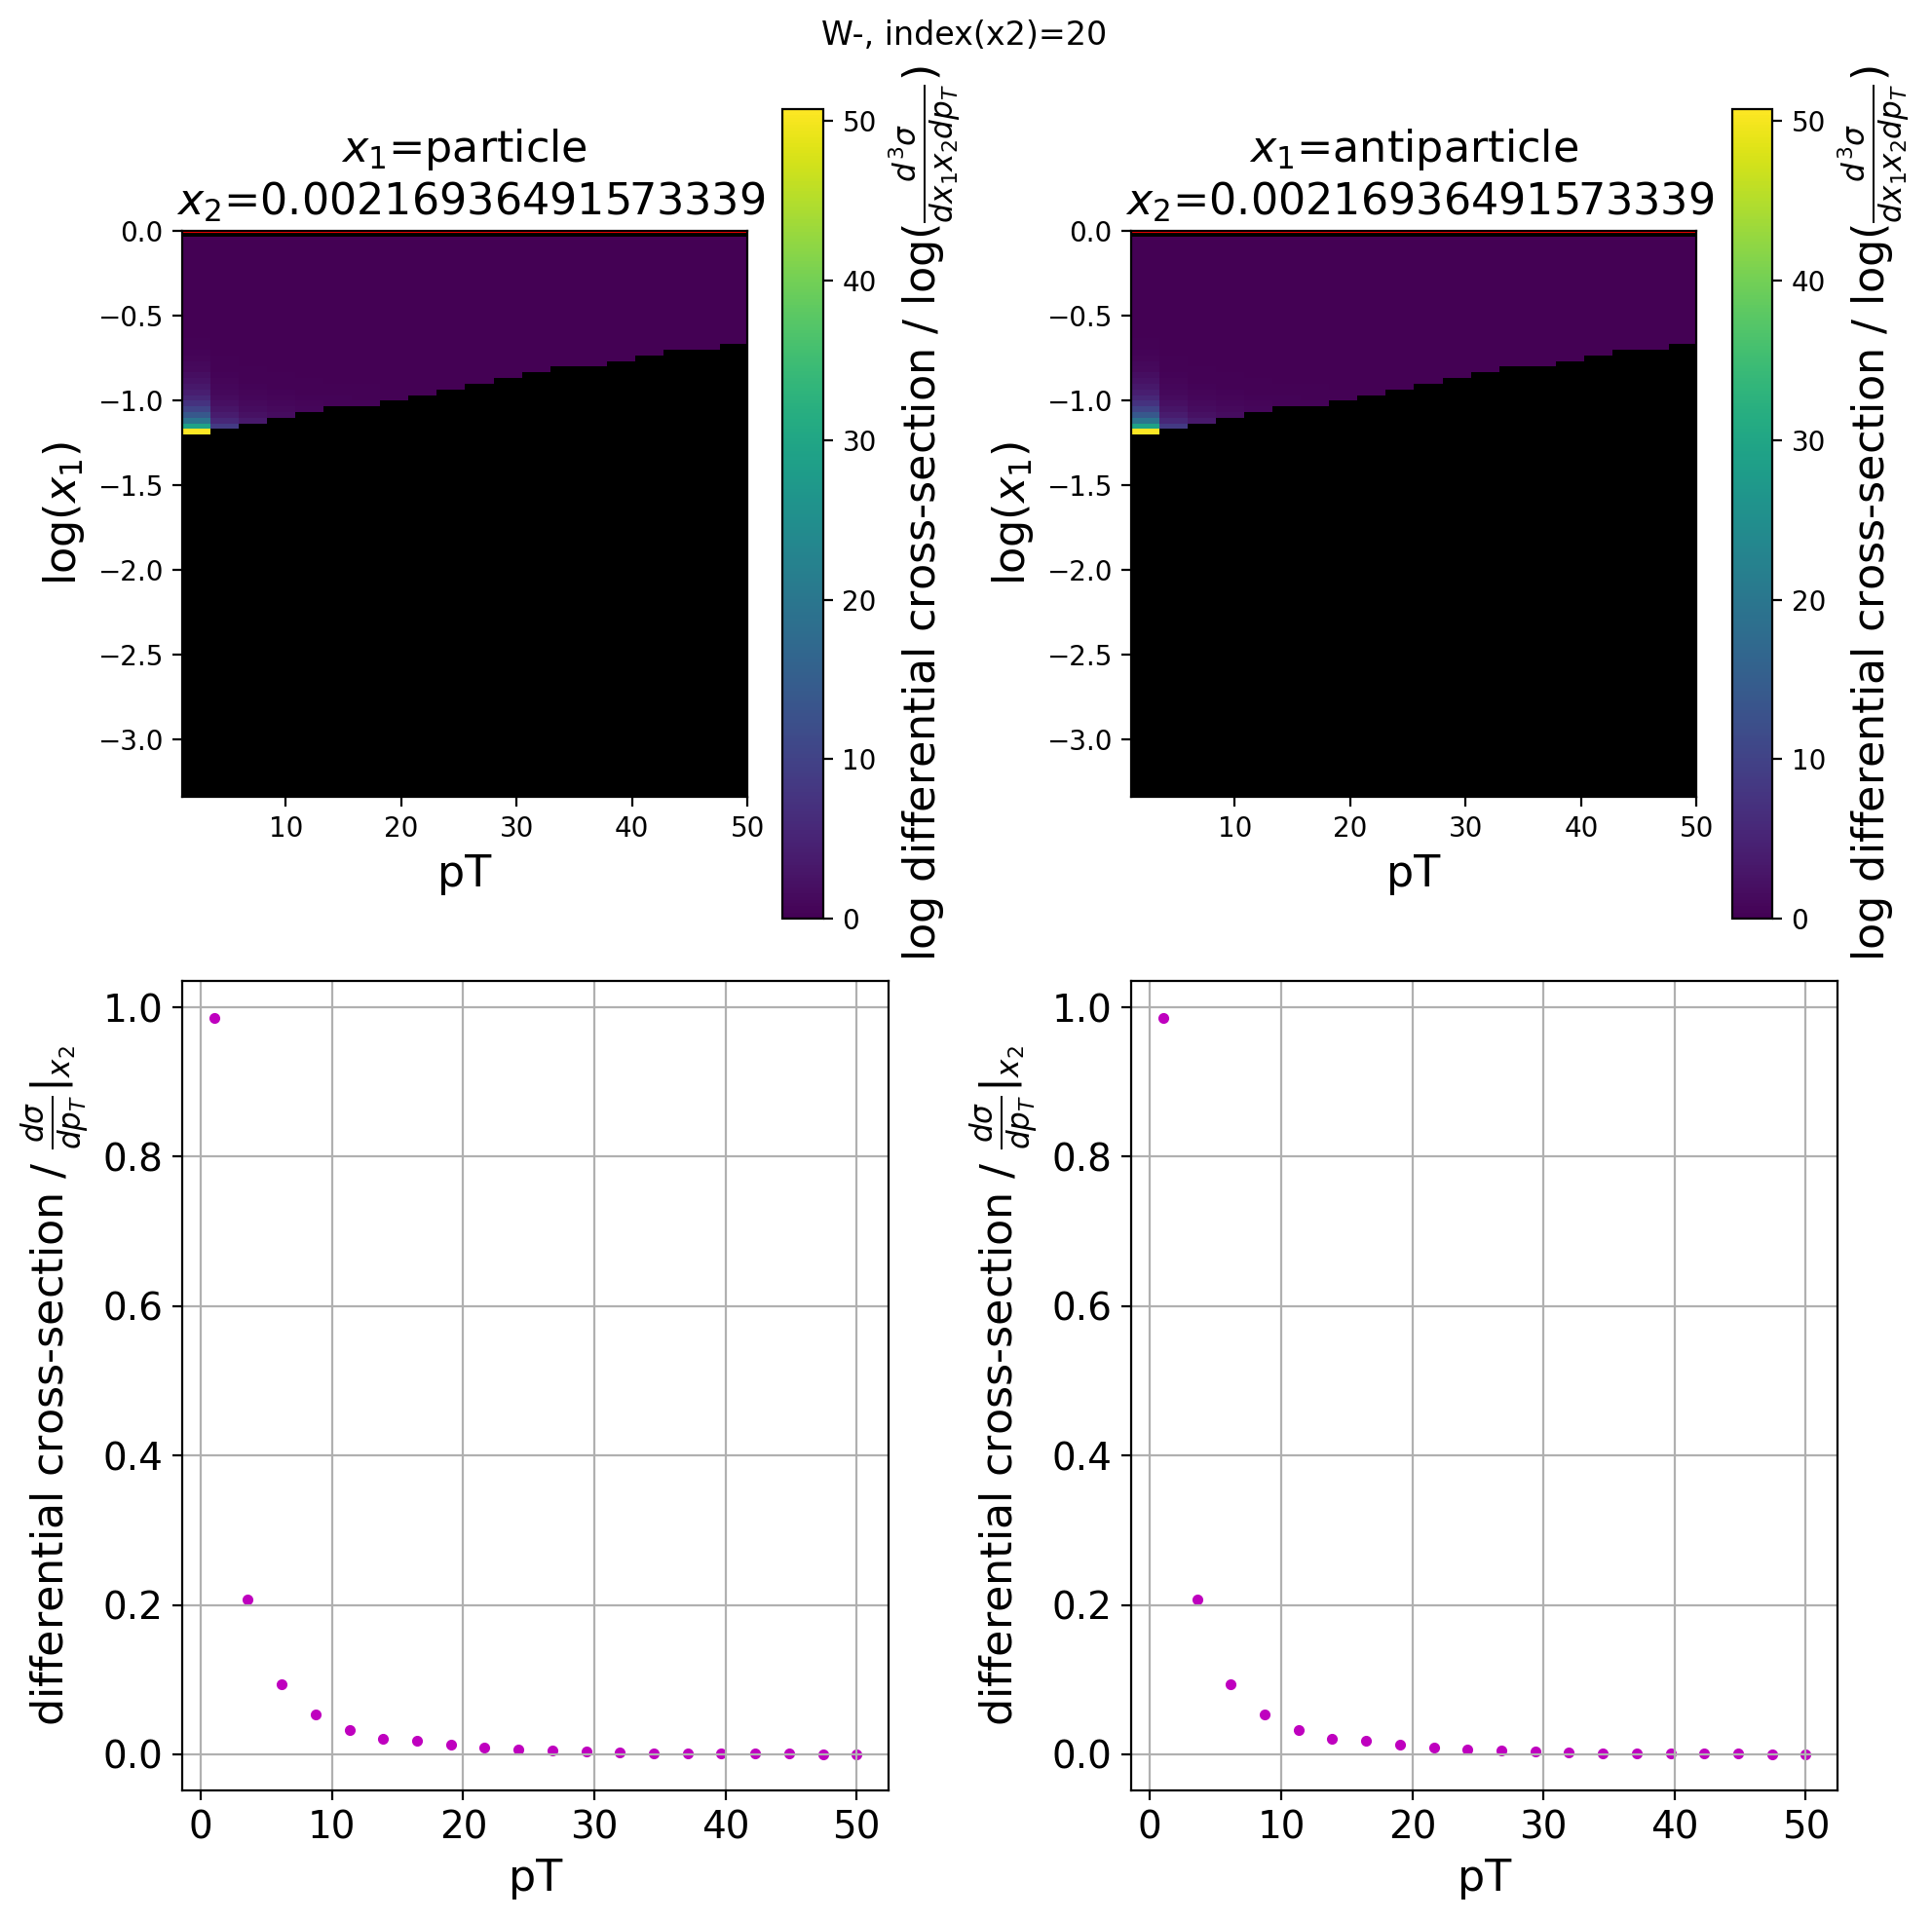 W-, index(x2)=20
x₁=particle
x₂=0.00216936491573339
0.0
−0.5
−1.0
−1.5
−2.0
−2.5
−3.0
log(x₁)
10 20 30 40 50
pT
50
40
30
20
10
0
log differential cross-section / log(d³σ/dx₁x₂dp_T)
x₁=antiparticle
x₂=0.00216936491573339
0.0
−0.5
−1.0
−1.5
−2.0
−2.5
−3.0
log(x₁)
10 20 30 40 50
pT
50
40
30
20
10
0
log differential cross-section / log(d³σ/dx₁x₂dp_T)
1.0
0.8
0.6
0.4
0.2
0.0
differential cross-section / dσ/dp_T|x₂
0 10 20 30 40 50
pT
1.0
0.8
0.6
0.4
0.2
0.0
differential cross-section / dσ/dp_T|x₂
0 10 20 30 40 50
pT